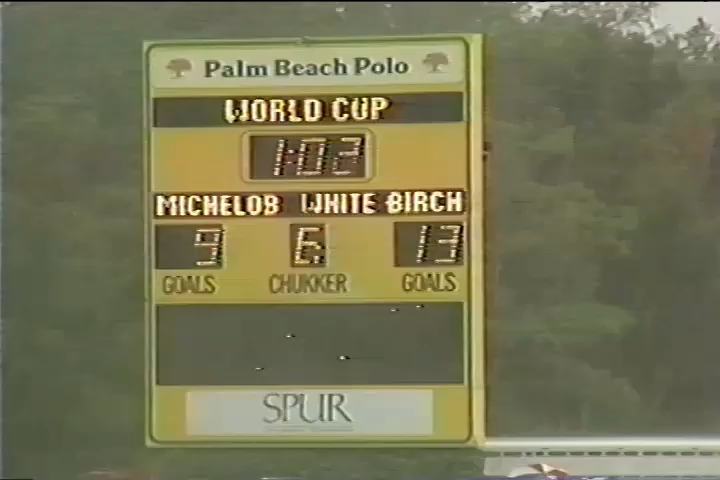 Palm Beach Polo
WORLD CUP
1:02
MICHELOB WHITE BIRCH
9 6 13
GOALS CHUKKER GOALS
SPUR